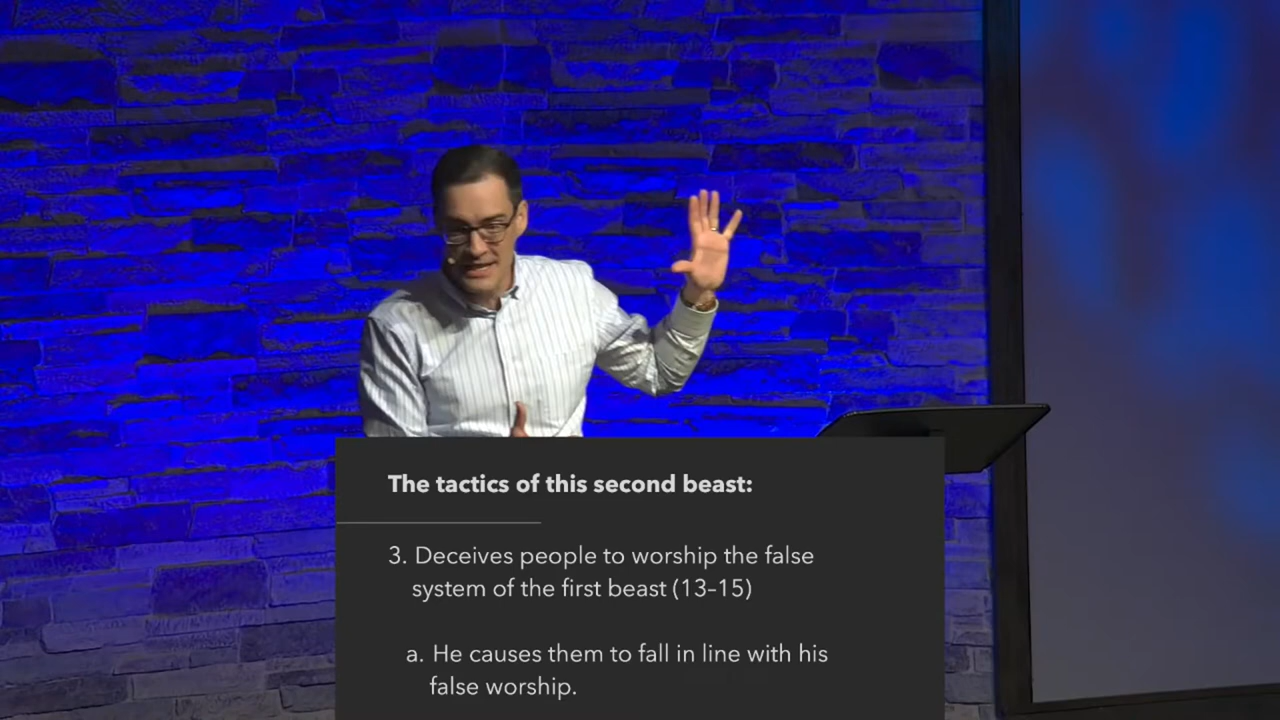 The tactics of this second beast:
3. Deceives people to worship the false
system of the first beast (13–15)
a. He causes them to fall in line with his
false worship.